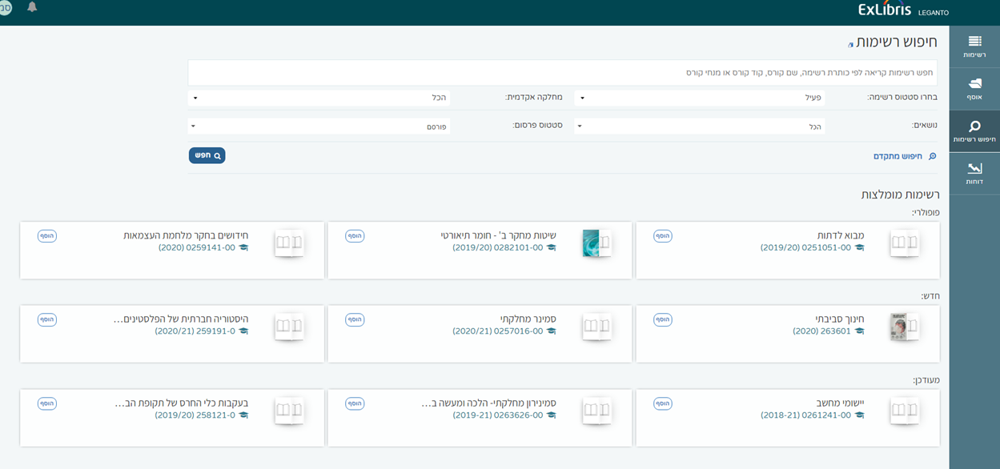 ExLibris LEGANTO
סמ
רשימות
אוסף
חיפוש רשימות
דוחות
חיפוש רשימות
חפש רשימות קריאה לפי כותרת רשימה, שם קורס, קוד קורס או מנחי קורס
בחרו סטטוס רשימה: פעיל מחלקה אקדמית: הכל
נושאים: הכל סטטוס פרסום: פורסם
חיפוש מתקדם חפש
רשימות מומלצות
פופולרי:
מבוא לדתות הוסף
0251051-00 (2019/20)
שיטות מחקר ב' - חומר תיאורטי הוסף
0282101-00 (2019/20)
חידושים בחקר מלחמת העצמאות הוסף
0259141-00 (2020)
חדש:
חינוך סביבתי הוסף
263601 (2020)
סמינר מחלקתי הוסף
0257016-00 (2020/21)
היסטוריה חברתית של הפלסטינים... הוסף
259191-0 (2020/21)
מעודכן:
יישומי מחשב הוסף
0261241-00 (2018-21)
סמינריון מחלקתי- הלכה ומעשה ב... הוסף
0263626-00 (2019-21)
בעקבות כלי החרס של תקופת הב... הוסף
258121-0 (2019/20)